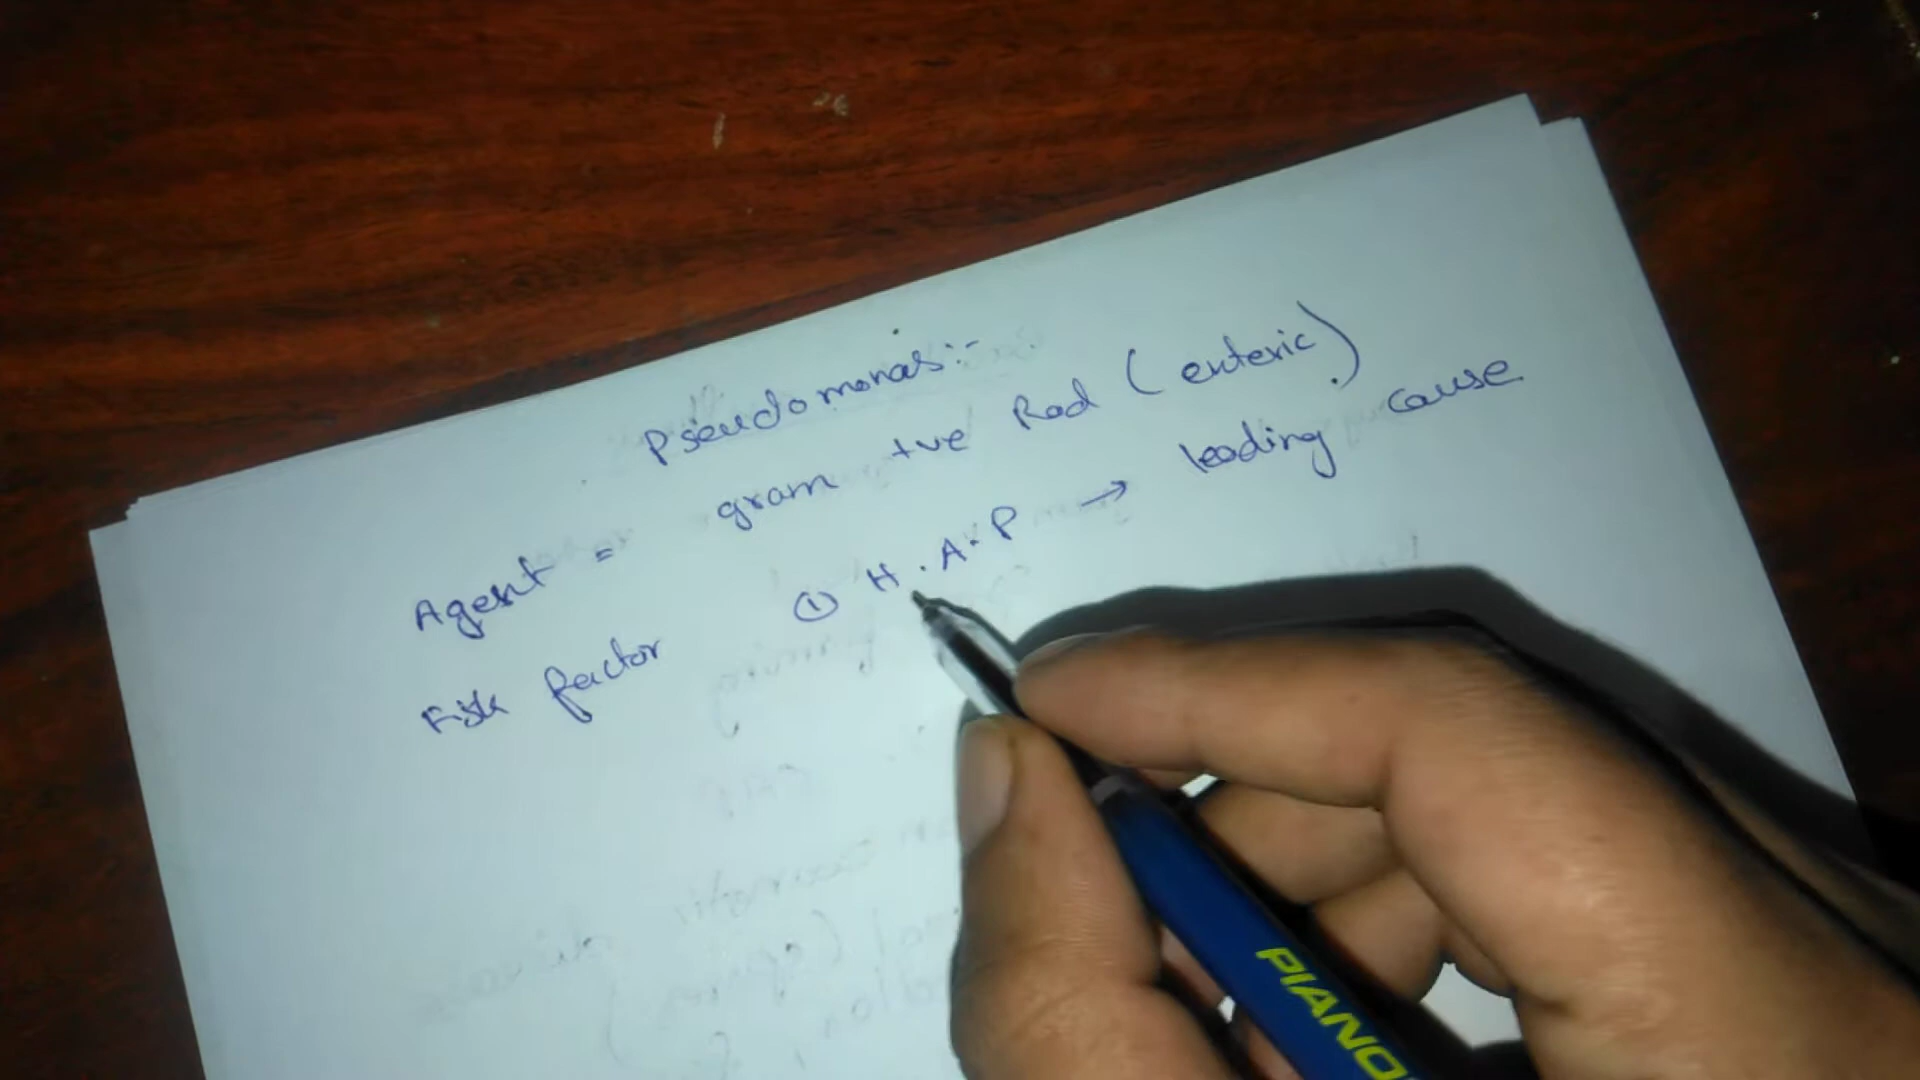 Pseudomonas:-
Agent = gram +ve Rod (enteric)
Risk factor ① H.A.P → leading cause
PIANO